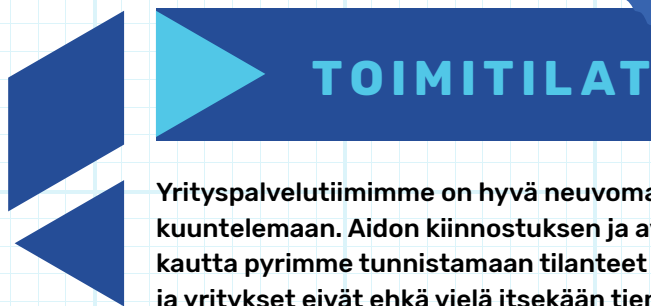 TOIMITILAT
Yrityspalvelutiimimme on hyvä
kuuntelemaan. Aidon kiinnostuksen ja
kautta pyrimme tunnistamaan tilanteet
ja yritykset eivät ehkä vielä itsekään